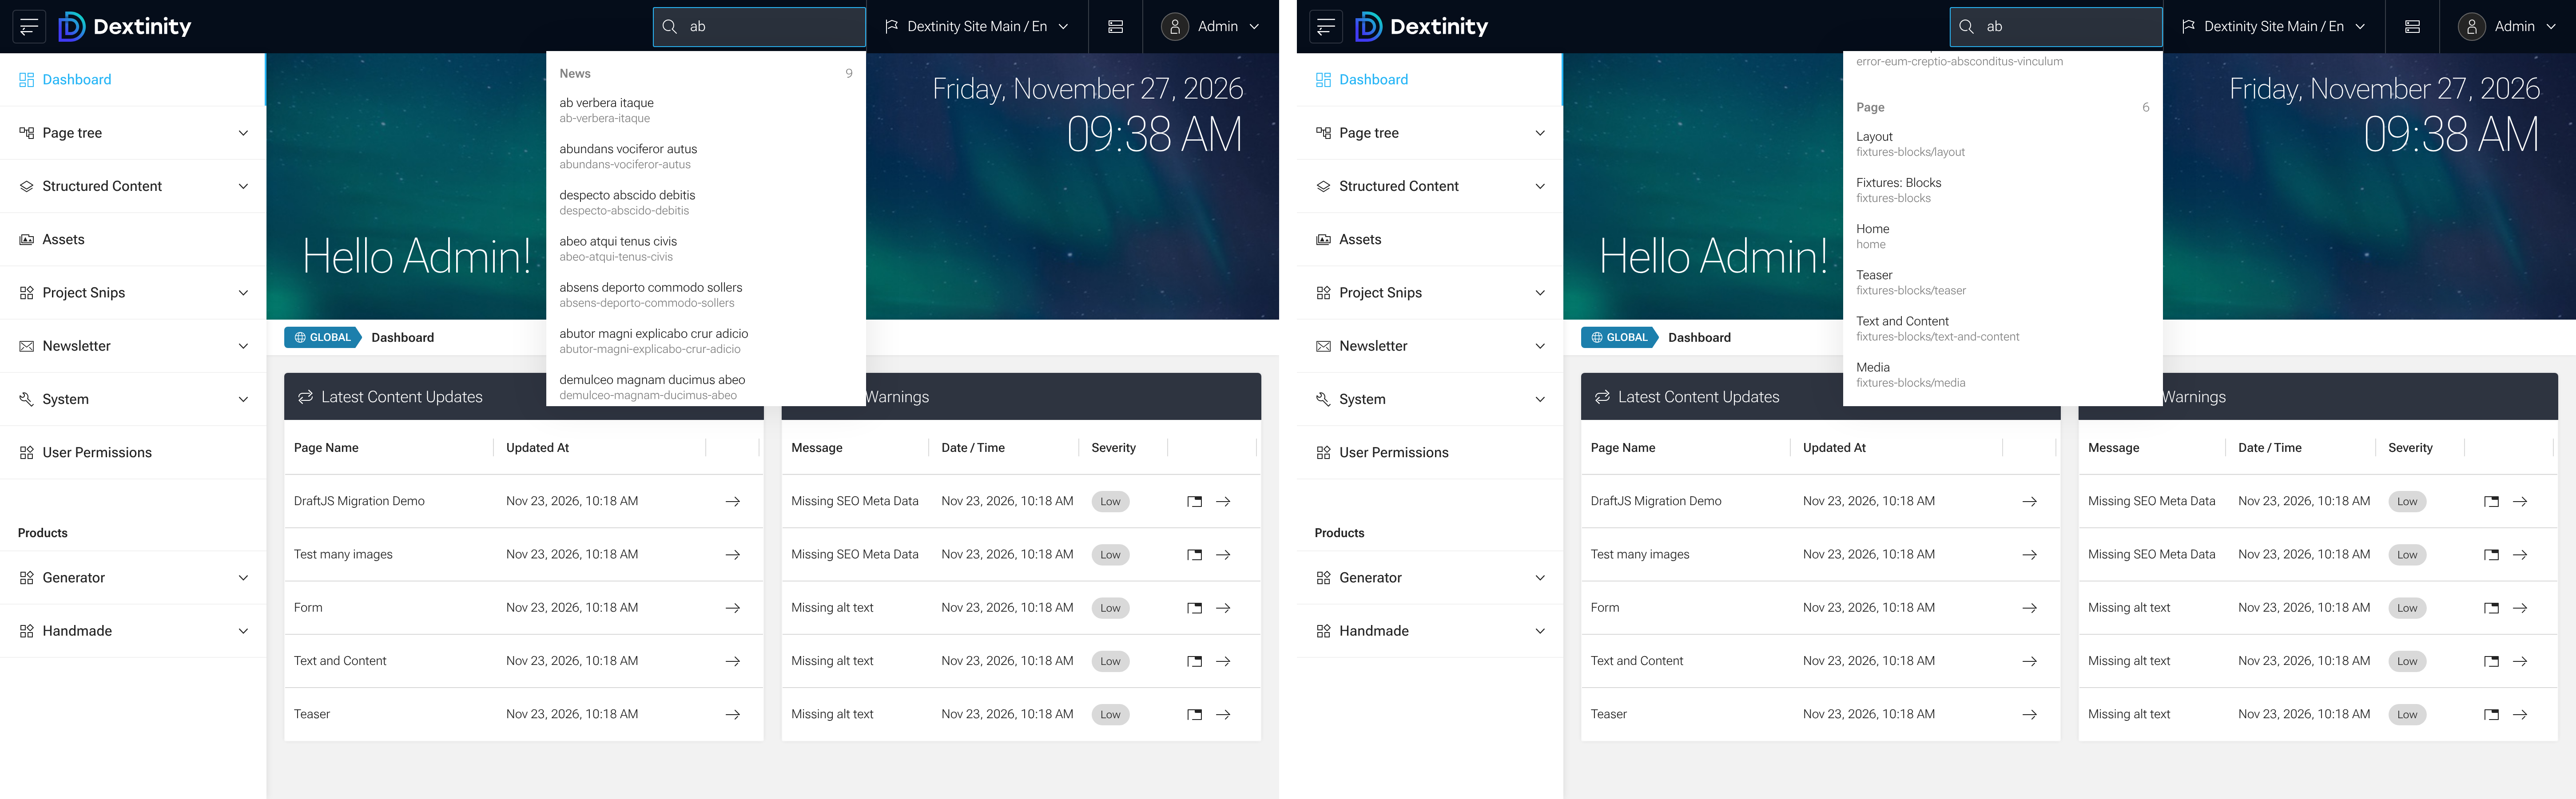 Dextinity
ab
Dextinity Site Main / En
Admin
Dashboard
Page tree
Structured Content
Assets
Project Snips
Newsletter
System
User Permissions
Products
Generator
Handmade
Friday, November 27, 2026
09:38 AM
Hello Admin!
News 9
ab verbera itaque
ab-verbera-itaque
abundans vociferor autus
abundans-vociferor-autus
despecto abscido debitis
despecto-abscido-debitis
abeo atqui tenus civis
abeo-atqui-tenus-civis
absens deporto commodo sollers
absens-deporto-commodo-sollers
abutor magni explicabo crur adicio
abutor-magni-explicabo-crur-adicio
demulceo magnam ducimus abeo
demulceo-magnam-ducimus-abeo
GLOBAL
Dashboard
Latest Content Updates
Page Name Updated At
DraftJS Migration Demo Nov 23, 2026, 10:18 AM
Test many images Nov 23, 2026, 10:18 AM
Form Nov 23, 2026, 10:18 AM
Text and Content Nov 23, 2026, 10:18 AM
Teaser Nov 23, 2026, 10:18 AM
Warnings
Message Date / Time Severity
Missing SEO Meta Data Nov 23, 2026, 10:18 AM Low
Missing SEO Meta Data Nov 23, 2026, 10:18 AM Low
Missing alt text Nov 23, 2026, 10:18 AM Low
Missing alt text Nov 23, 2026, 10:18 AM Low
Missing alt text Nov 23, 2026, 10:18 AM Low
Dextinity
ab
Dextinity Site Main / En
Admin
Dashboard
Page tree
Structured Content
Assets
Project Snips
Newsletter
System
User Permissions
Products
Generator
Handmade
Friday, November 27, 2026
09:38 AM
Hello Admin!
error-eum-creptio-absconditus-vinculum
Page 6
Layout
fixtures-blocks/layout
Fixtures: Blocks
fixtures-blocks
Home
home
Teaser
fixtures-blocks/teaser
Text and Content
fixtures-blocks/text-and-content
Media
fixtures-blocks/media
GLOBAL
Dashboard
Latest Content Updates
Page Name Updated At
DraftJS Migration Demo Nov 23, 2026, 10:18 AM
Test many images Nov 23, 2026, 10:18 AM
Form Nov 23, 2026, 10:18 AM
Text and Content Nov 23, 2026, 10:18 AM
Teaser Nov 23, 2026, 10:18 AM
Warnings
Message Date / Time Severity
Missing SEO Meta Data Nov 23, 2026, 10:18 AM Low
Missing SEO Meta Data Nov 23, 2026, 10:18 AM Low
Missing alt text Nov 23, 2026, 10:18 AM Low
Missing alt text Nov 23, 2026, 10:18 AM Low
Missing alt text Nov 23, 2026, 10:18 AM Low